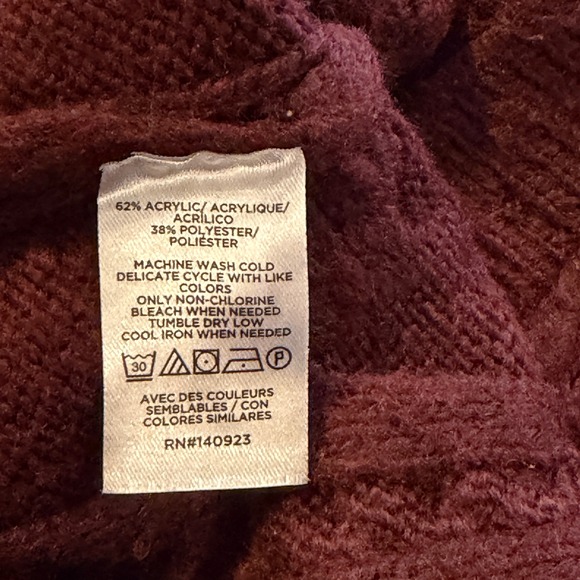 62% ACRYLIC/ ACRYLIQUE/
ACRÍLICO
38% POLYESTER/
POLIÉSTER
MACHINE WASH COLD
DELICATE CYCLE WITH LIKE
COLORS
ONLY NON-CHLORINE
BLEACH WHEN NEEDED
TUMBLE DRY LOW
COOL IRON WHEN NEEDED
30 P
AVEC DES COULEURS
SEMBLABLES / CON
COLORES SIMILARES
RN#140923